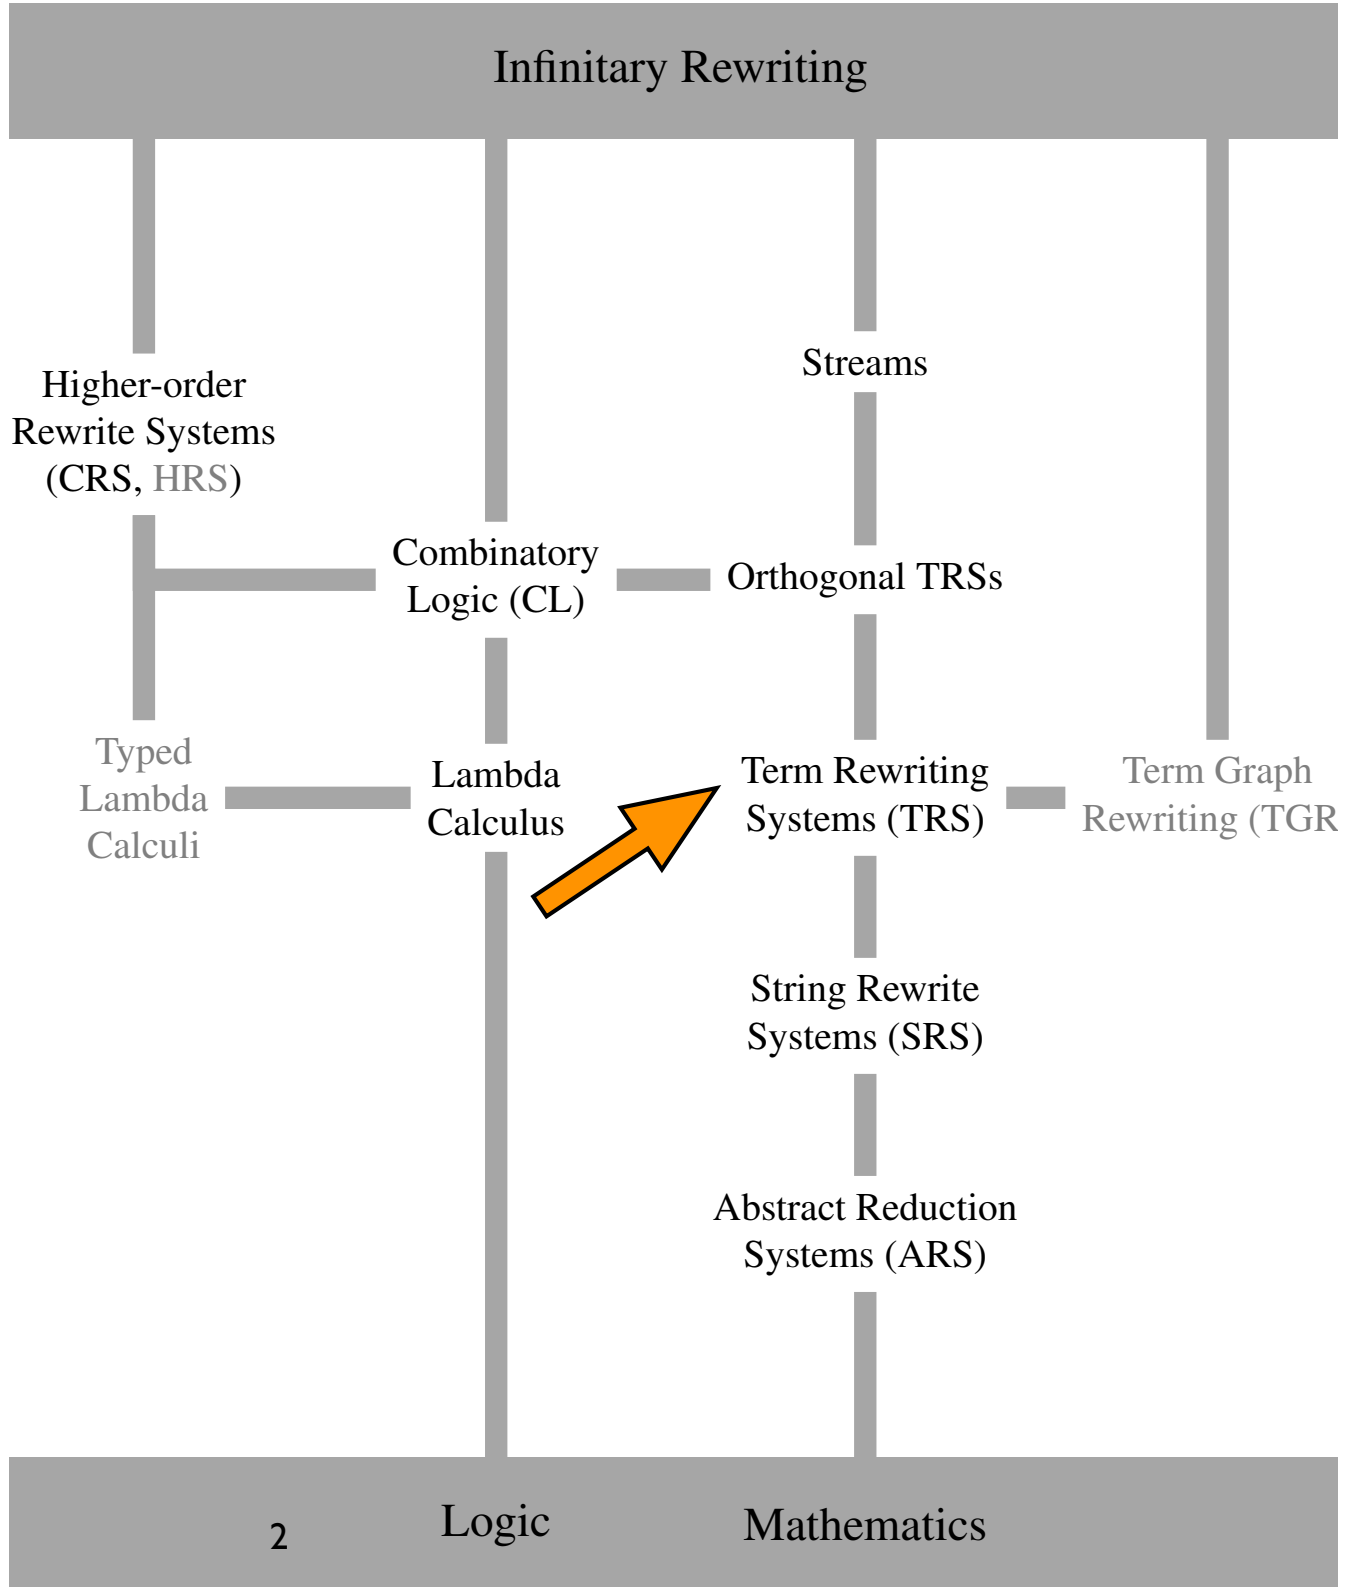 Infinitary Rewriting
Streams
Higher-order
Rewrite Systems
(CRS, HRS)
Combinatory
Logic (CL)
Orthogonal TRSs
Typed
Lambda
Calculi
Lambda
Calculus
Term Rewriting
Systems (TRS)
Term Graph
Rewriting (TGR
String Rewrite
Systems (SRS)
Abstract Reduction
Systems (ARS)
2
Logic
Mathematics